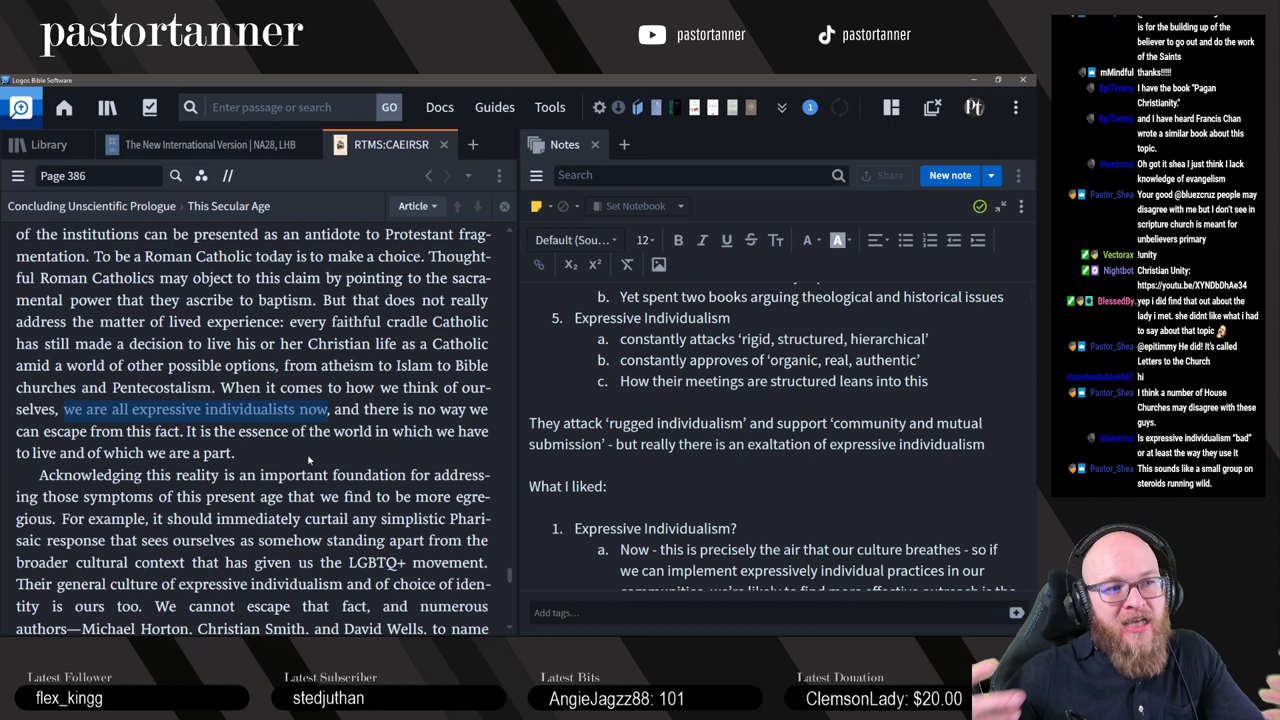 pastortanner
pastortanner
pastortanner
Logos Bible Software
Enter passage or search
GO
Docs
Guides
Tools
1
Pt
Library
The New International Version | NA28, LHB
RTMS:CAEIRSR
Page 386
Concluding Unscientific Prologue › This Secular Age
Article
of the institutions can be presented as an antidote to Protestant frag-
mentation. To be a Roman Catholic today is to make a choice. Thought-
ful Roman Catholics may object to this claim by pointing to the sacra-
mental power that they ascribe to baptism. But that does not really
address the matter of lived experience: every faithful cradle Catholic
has still made a decision to live his or her Christian life as a Catholic
amid a world of other possible options, from atheism to Islam to Bible
churches and Pentecostalism. When it comes to how we think of our-
selves, we are all expressive individualists now, and there is no way we
can escape from this fact. It is the essence of the world in which we have
to live and of which we are a part.
Acknowledging this reality is an important foundation for address-
ing those symptoms of this present age that we find to be more egre-
gious. For example, it should immediately curtail any simplistic Phari-
saic response that sees ourselves as somehow standing apart from the
broader cultural context that has given us the LGBTQ+ movement.
Their general culture of expressive individualism and of choice of iden-
tity is ours too. We cannot escape that fact, and numerous
authors—Michael Horton, Christian Smith, and David Wells, to name
Notes
Search
Share
New note
Set Notebook
Default (Sou...
12
b. Yet spent two books arguing theological and historical issues
5. Expressive Individualism
a. constantly attacks ‘rigid, structured, hierarchical’
b. constantly approves of ‘organic, real, authentic’
c. How their meetings are structured leans into this
They attack ‘rugged individualism’ and support ‘community and mutual
submission’ - but really there is an exaltation of expressive individualism
What I liked:
1. Expressive Individualism?
a. Now - this is precisely the air that our culture breathes - so if
we can implement expressively individual practices in our
Add tags...
is for the building up of the
believer to go out and do the work
of the Saints
mMindful thanks!!!!!
EpiTimmy I have the book "Pagan
Christianity."
EpiTimmy and I have heard Francis Chan
wrote a similar book about this
topic.
bluezcruz Oh got it shea I just think I lack
knowledge of evangelism
Pastor_Shea Your good @bluezcruz people may
disagree with me but I don't see in
scripture church is meant for
unbelievers primary
Vectorax !unity
Nightbot Christian Unity:
https://youtu.be/XYNDbDhAe34
BlessedBy. yep i did find that out about the
lady i met. she didnt like what i had
to say about that topic
Pastor_Shea @epitimmy He did! It's called
Letters to the Church
hi
Pastor_Shea I think a number of House
Churches may disagree with these
guys.
bluezcruz Is expressive individualism "bad"
or at least the way they use it
Pastor_Shea This sounds like a small group on
steroids running wild.
Latest Follower
flex_kingg
Latest Subscriber
stedjuthan
Latest Bits
AngieJagzz88: 101
Latest Donation
ClemsonLady: $20.00